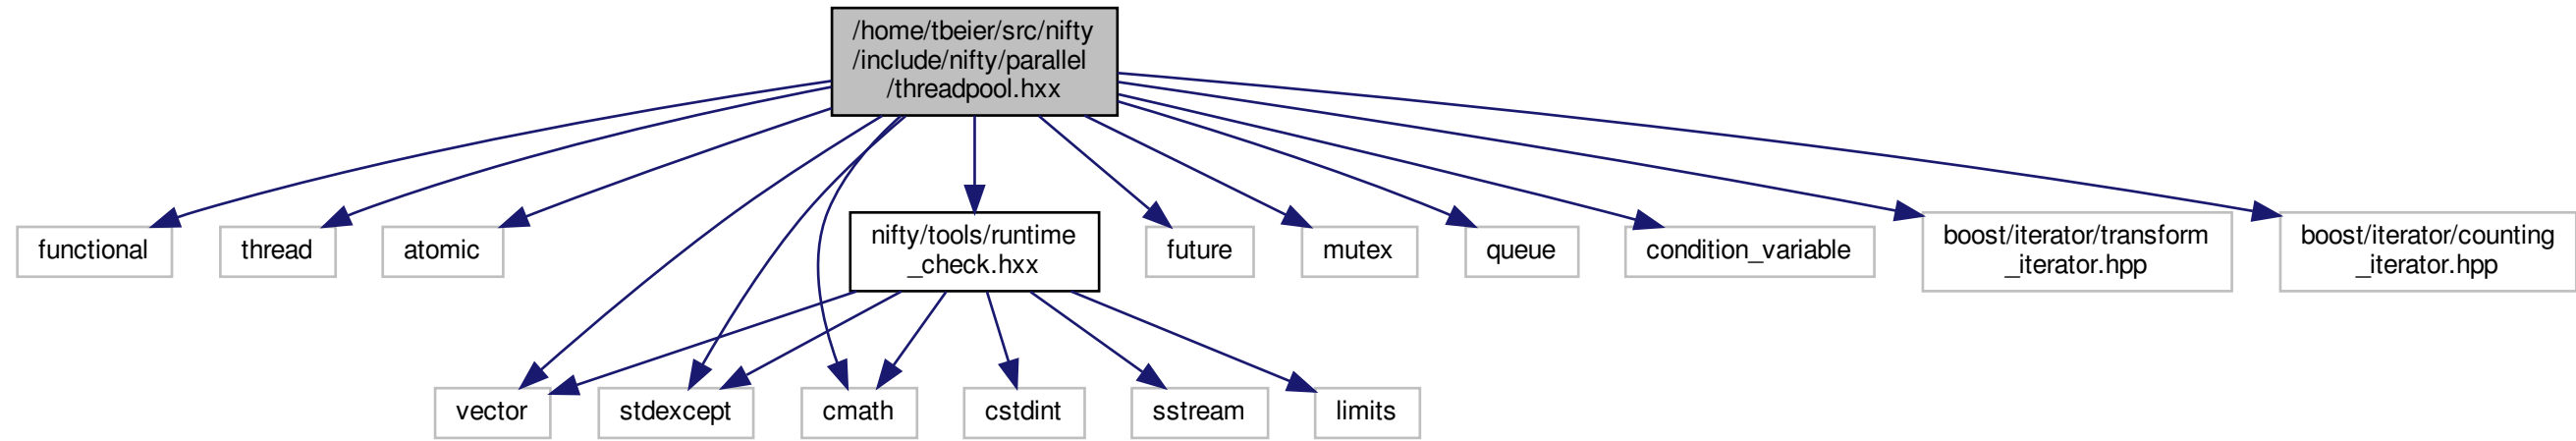 /home/tbeier/src/nifty
/include/nifty/parallel
/threadpool.hxx
functional
thread
atomic
nifty/tools/runtime
_check.hxx
future
mutex
queue
condition_variable
boost/iterator/transform
_iterator.hpp
boost/iterator/counting
_iterator.hpp
vector
stdexcept
cmath
cstdint
sstream
limits